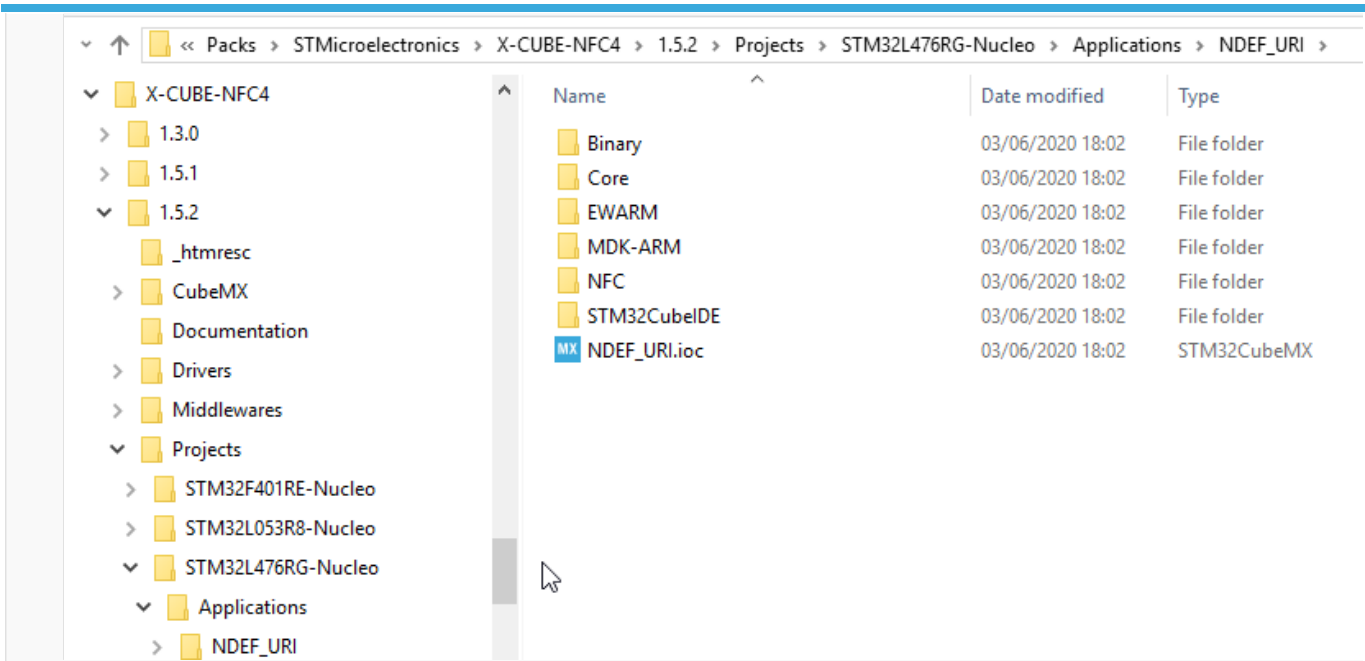 « Packs > STMicroelectronics > X-CUBE-NFC4 > 1.5.2 > Projects > STM32L476RG-Nucleo > Applications > NDEF_URI >
X-CUBE-NFC4
1.3.0
1.5.1
1.5.2
_htmresc
CubeMX
Documentation
Drivers
Middlewares
Projects
STM32F401RE-Nucleo
STM32L053R8-Nucleo
STM32L476RG-Nucleo
Applications
NDEF_URI
Name Date modified Type
Binary 03/06/2020 18:02 File folder
Core 03/06/2020 18:02 File folder
EWARM 03/06/2020 18:02 File folder
MDK-ARM 03/06/2020 18:02 File folder
NFC 03/06/2020 18:02 File folder
STM32CubeIDE 03/06/2020 18:02 File folder
MX NDEF_URI.ioc 03/06/2020 18:02 STM32CubeMX